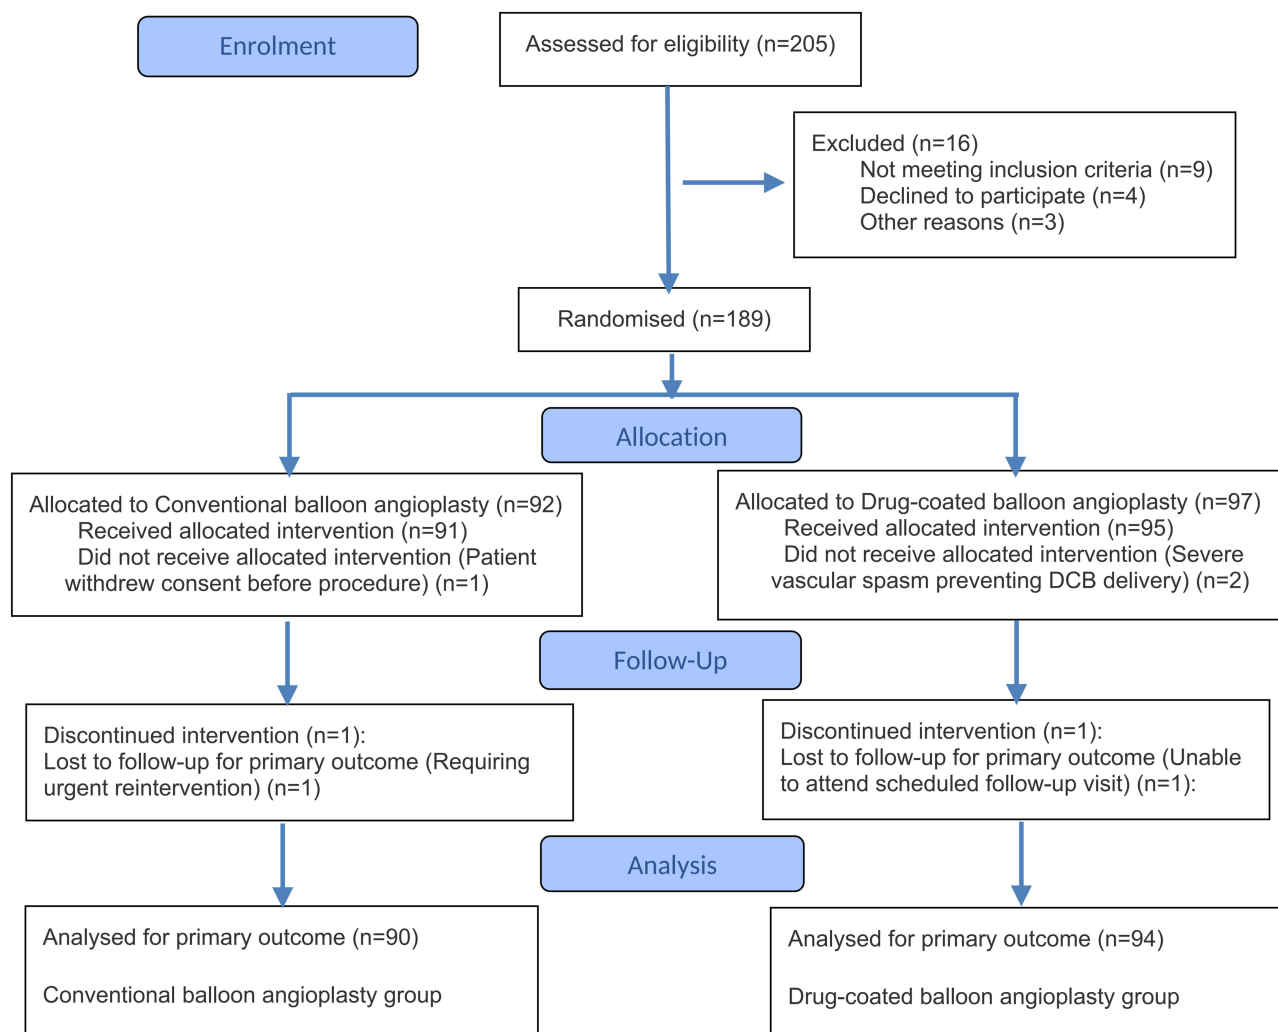 Enrolment
Assessed for eligibility (n=205)
Excluded (n=16)
Not meeting inclusion criteria (n=9)
Declined to participate (n=4)
Other reasons (n=3)
Randomised (n=189)
Allocation
Allocated to Conventional balloon angioplasty (n=92)
Received allocated intervention (n=91)
Did not receive allocated intervention (Patient
withdrew consent before procedure) (n=1)
Allocated to Drug-coated balloon angioplasty (n=97)
Received allocated intervention (n=95)
Did not receive allocated intervention (Severe
vascular spasm preventing DCB delivery) (n=2)
Follow-Up
Discontinued intervention (n=1):
Lost to follow-up for primary outcome (Requiring
urgent reintervention) (n=1)
Discontinued intervention (n=1):
Lost to follow-up for primary outcome (Unable
to attend scheduled follow-up visit) (n=1):
Analysis
Analysed for primary outcome (n=90)
Conventional balloon angioplasty group
Analysed for primary outcome (n=94)
Drug-coated balloon angioplasty group